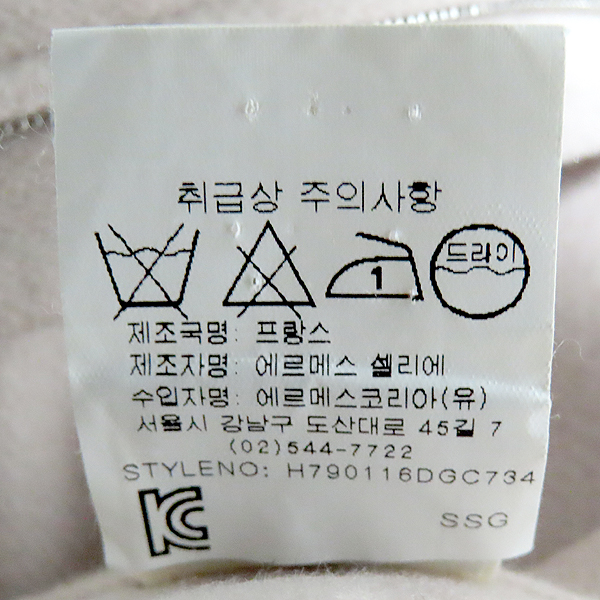 취급상 주의사항
1 드라이
제조국명: 프랑스
제조자명: 에르메스 셀리에
수입자명: 에르메스코리아(유)
서울시 강남구 도산대로 45길 7
(02)544-7722
STYLENO: H790116DGC734
KC SSG